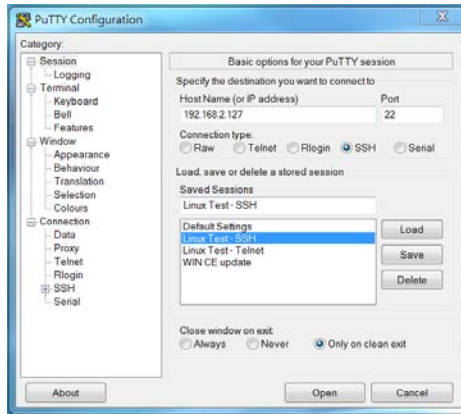 PuTTY Configuration
Category:
Session
Logging
Terminal
Keyboard
Bell
Features
Window
Appearance
Behaviour
Translation
Selection
Colours
Connection
Data
Proxy
Telnet
Rlogin
SSH
Serial
Basic options for your PuTTY session
Specify the destination you want to connect to
Host Name (or IP address) Port
192.168.2.127 22
Connection type:
Raw Telnet Rlogin SSH Serial
Load, save or delete a stored session
Saved Sessions
Linux Test - SSH
Default Settings
Linux Test - SSH
Linux Test - Telnet
WIN CE update
Load
Save
Delete
Close window on exit:
Always Never Only on clean exit
About Open Cancel